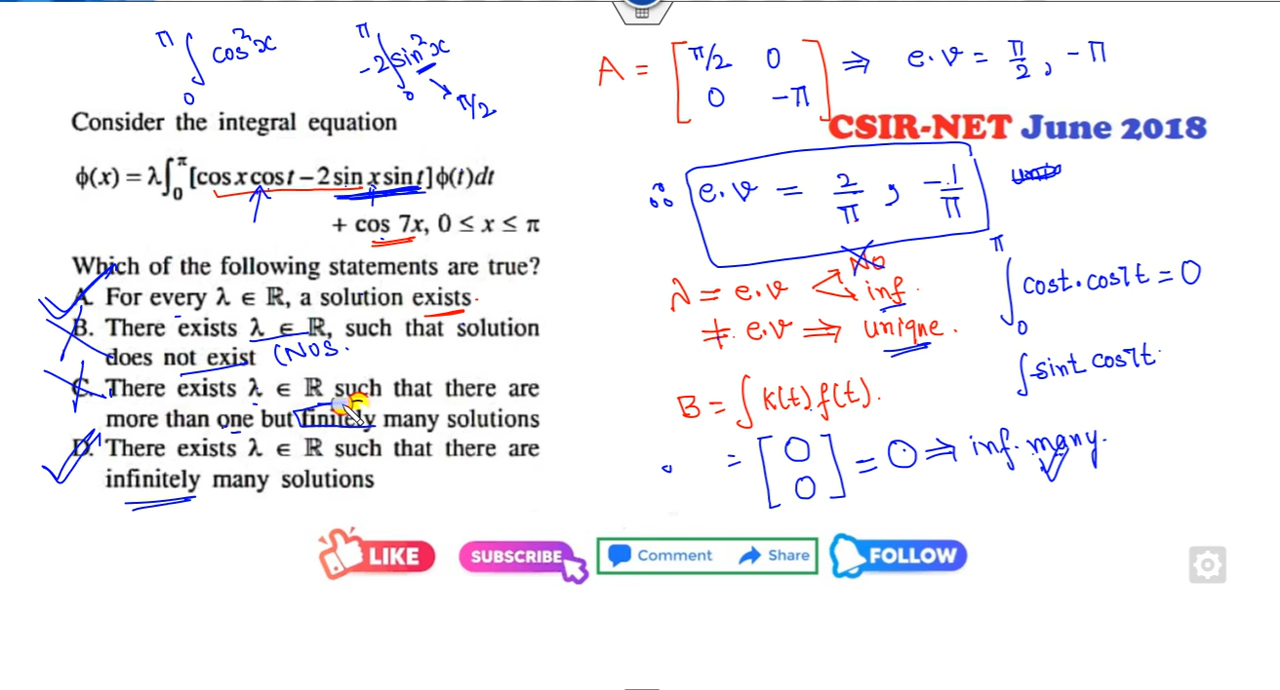 π∫₀ cos²x
π -2∫₀ sin²x
→ π/2
A = [π/2 0
0 -π] ⇒ e.v = π/2, -π
CSIR-NET June 2018
Consider the integral equation
ϕ(x) = λ∫₀^π [cos x cos t − 2 sin x sin t] ϕ(t)dt
+ cos 7x, 0 ≤ x ≤ π
∴ e.v = 2/π, -1/π
Which of the following statements are true?
A. For every λ ∈ ℝ, a solution exists.
B. There exists λ ∈ ℝ, such that solution
does not exist (NOS.
C. There exists λ ∈ ℝ such that there are
more than one but finitely many solutions
D. There exists λ ∈ ℝ such that there are
infinitely many solutions
λ = e.v < No
inf.
≠ e.v ⇒ unique.
∫₀^π cost.cos7t = 0
∫sint cos7t.
B = ∫ k(t).f(t).
= [0
0] = 0 ⇒ inf. many.
LIKE
SUBSCRIBE
Comment
Share
FOLLOW